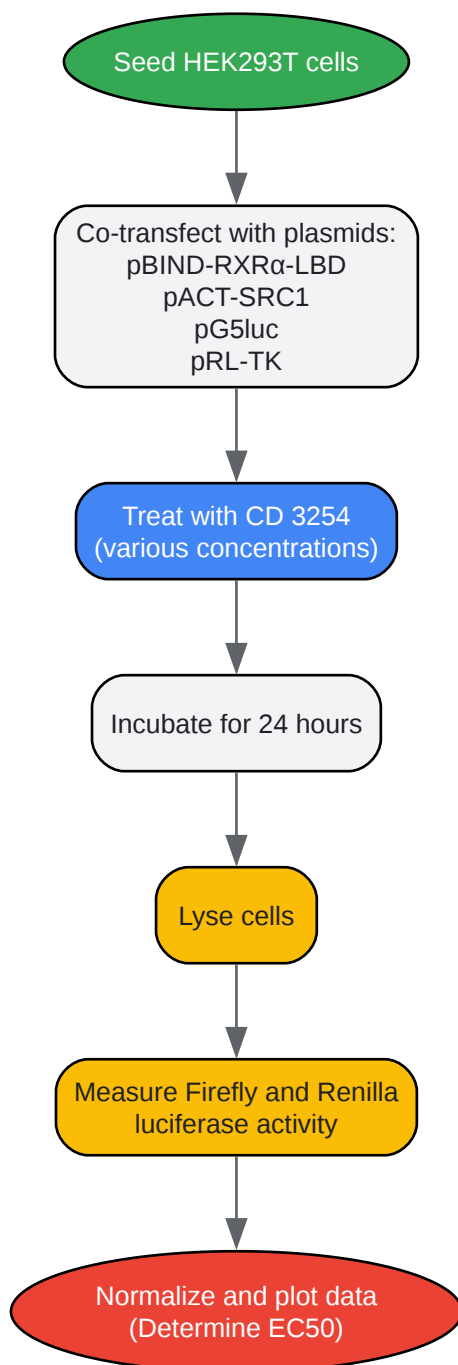 Seed HEK293T cells
Co-transfect with plasmids:
pBIND-RXRα-LBD
pACT-SRC1
pG5luc
pRL-TK
Treat with CD 3254
(various concentrations)
Incubate for 24 hours
Lyse cells
Measure Firefly and Renilla
luciferase activity
Normalize and plot data
(Determine EC50)